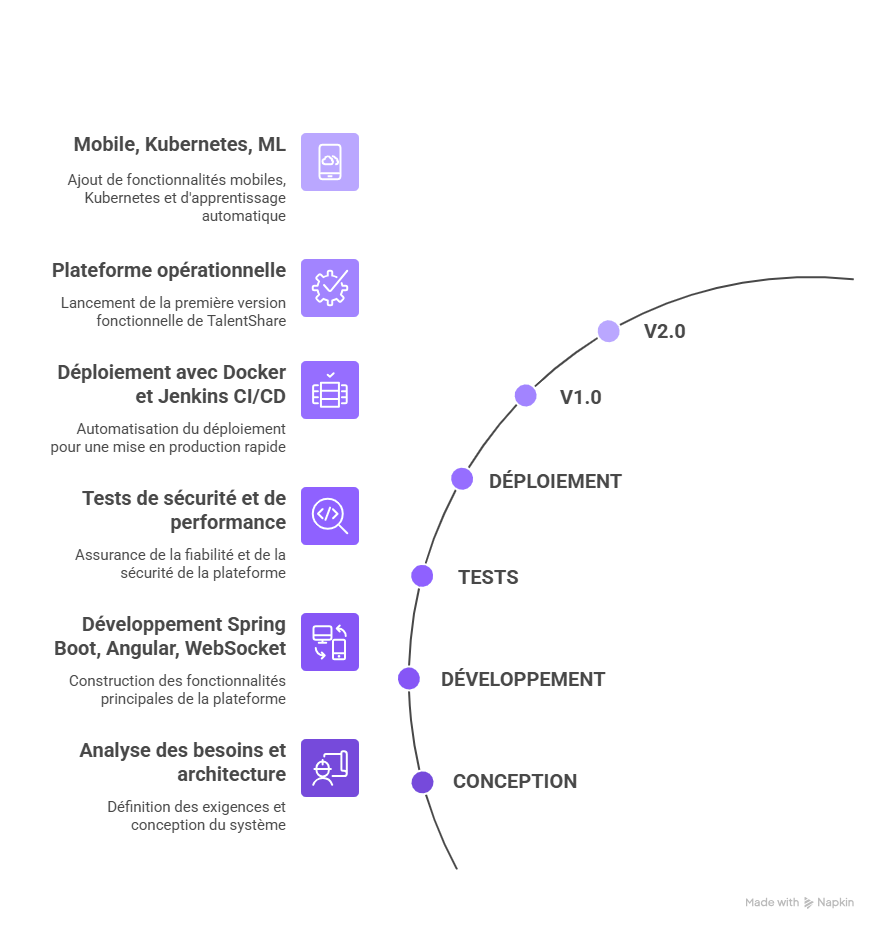 Mobile, Kubernetes, ML
Ajout de fonctionnalités mobiles,
Kubernetes et d'apprentissage
automatique
Plateforme opérationnelle
Lancement de la première version
fonctionnelle de TalentShare
Déploiement avec Docker
et Jenkins CI/CD
Automatisation du déploiement
pour une mise en production rapide
Tests de sécurité et de
performance
Assurance de la fiabilité et de la
sécurité de la plateforme
Développement Spring
Boot, Angular, WebSocket
Construction des fonctionnalités
principales de la plateforme
Analyse des besoins et
architecture
Définition des exigences et
conception du système
V2.0
V1.0
DÉPLOIEMENT
TESTS
DÉVELOPPEMENT
CONCEPTION
Made with Napkin